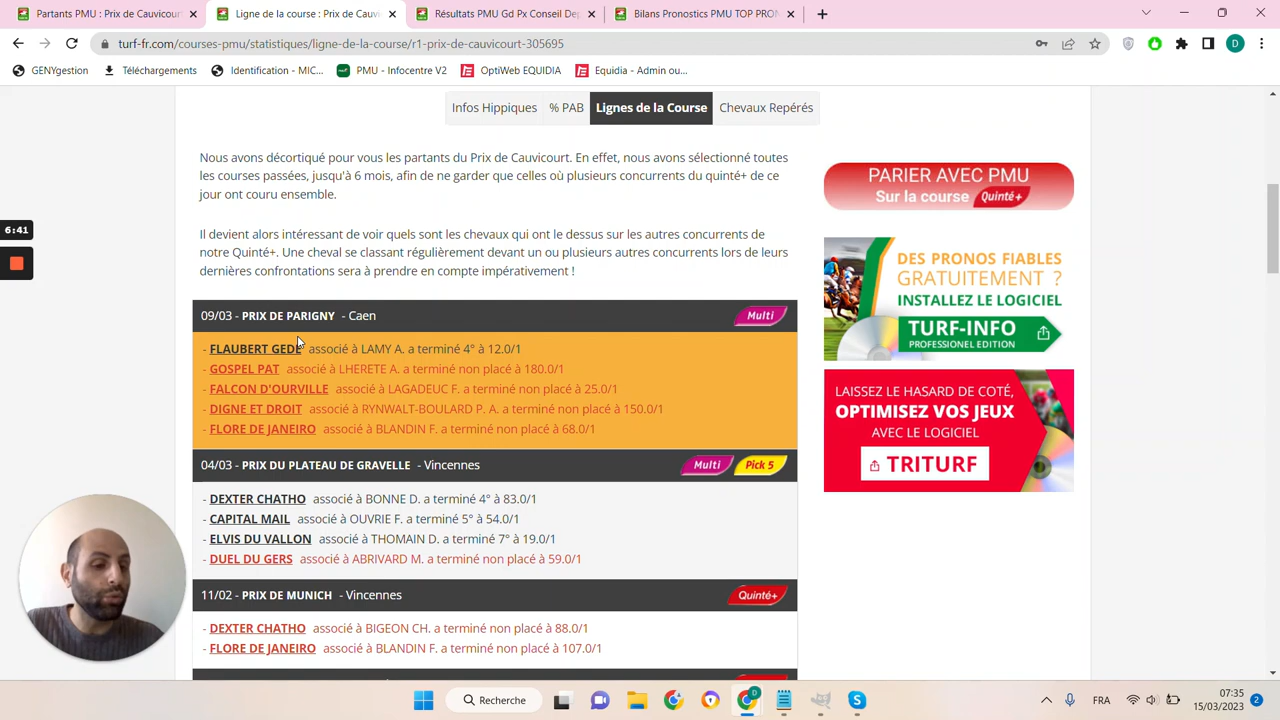 Partants PMU : Prix de Cauvicourt
Ligne de la course : Prix de Cauvi
Résultats PMU Gd Px Conseil Dep
Bilans Pronostics PMU TOP PRON
turf-fr.com/courses-pmu/statistiques/ligne-de-la-course/r1-prix-de-cauvicourt-305695
D
GENYgestion
Téléchargements
Identification - MIC...
PMU - Infocentre V2
OptiWeb EQUIDIA
Equidia - Admin ou...
Infos Hippiques
% PAB
Lignes de la Course
Chevaux Repérés
Nous avons décortiqué pour vous les partants du Prix de Cauvicourt. En effet, nous avons sélectionné toutes
les courses passées, jusqu'à 6 mois, afin de ne garder que celles où plusieurs concurrents du quinté+ de ce
jour ont couru ensemble.
Il devient alors intéressant de voir quels sont les chevaux qui ont le dessus sur les autres concurrents de
notre Quinté+. Une cheval se classant régulièrement devant un ou plusieurs autres concurrents lors de leurs
dernières confrontations sera à prendre en compte impérativement !
PARIER AVEC PMU
Sur la course Quinté+
DES PRONOS FIABLES
GRATUITEMENT ?
INSTALLEZ LE LOGICIEL
TURF-INFO
PROFESSIONEL EDITION
LAISSEZ LE HASARD DE COTÉ,
OPTIMISEZ VOS JEUX
AVEC LE LOGICIEL
TRITURF
6:41
09/03 - PRIX DE PARIGNY - Caen Multi
- FLAUBERT GEDE associé à LAMY A. a terminé 4° à 12.0/1
- GOSPEL PAT associé à LHERETE A. a terminé non placé à 180.0/1
- FALCON D'OURVILLE associé à LAGADEUC F. a terminé non placé à 25.0/1
- DIGNE ET DROIT associé à RYNWALT-BOULARD P. A. a terminé non placé à 150.0/1
- FLORE DE JANEIRO associé à BLANDIN F. a terminé non placé à 68.0/1
04/03 - PRIX DU PLATEAU DE GRAVELLE - Vincennes Multi Pick 5
- DEXTER CHATHO associé à BONNE D. a terminé 4° à 83.0/1
- CAPITAL MAIL associé à OUVRIE F. a terminé 5° à 54.0/1
- ELVIS DU VALLON associé à THOMAIN D. a terminé 7° à 19.0/1
- DUEL DU GERS associé à ABRIVARD M. a terminé non placé à 59.0/1
11/02 - PRIX DE MUNICH - Vincennes Quinté+
- DEXTER CHATHO associé à BIGEON CH. a terminé non placé à 88.0/1
- FLORE DE JANEIRO associé à BLANDIN F. a terminé non placé à 107.0/1
Recherche
D
FRA
07:35
15/03/2023
2